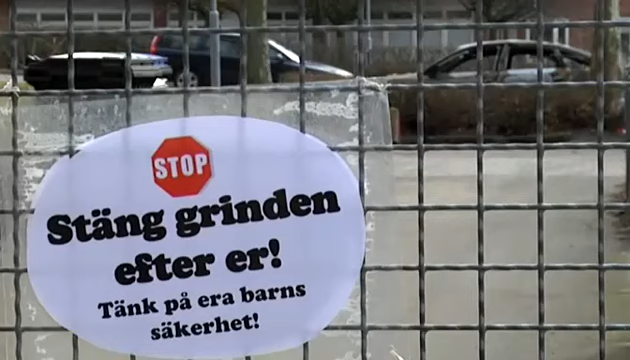 STOP
Stäng grinden
efter er!
Tänk på era barns
säkerhet!